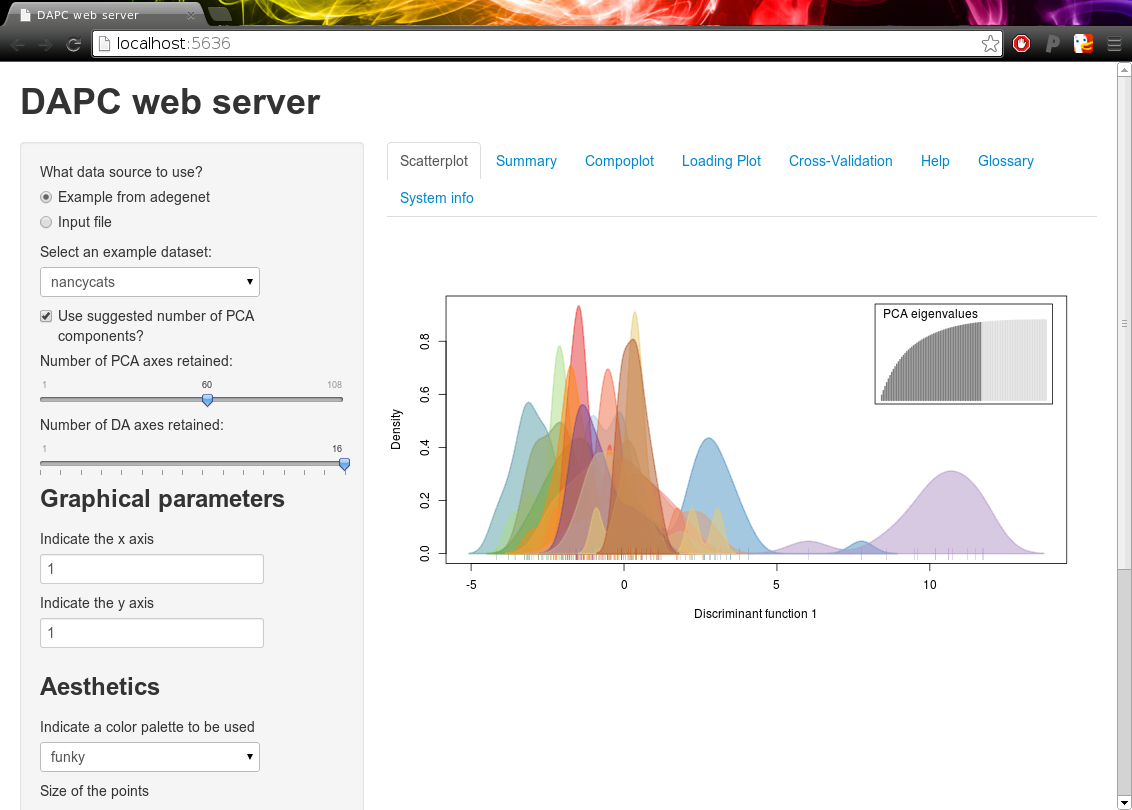 DAPC web server
localhost:5636
DAPC web server
What data source to use?
Example from adegenet
Input file
Select an example dataset:
nancycats
Use suggested number of PCA
components?
Number of PCA axes retained:
1 60 108
Number of DA axes retained:
1 16
Graphical parameters
Indicate the x axis
1
Indicate the y axis
1
Aesthetics
Indicate a color palette to be used
funky
Size of the points
Scatterplot Summary Compoplot Loading Plot Cross-Validation Help Glossary
System info
PCA eigenvalues
Density
0.0 0.2 0.4 0.6 0.8
-5 0 5 10
Discriminant function 1